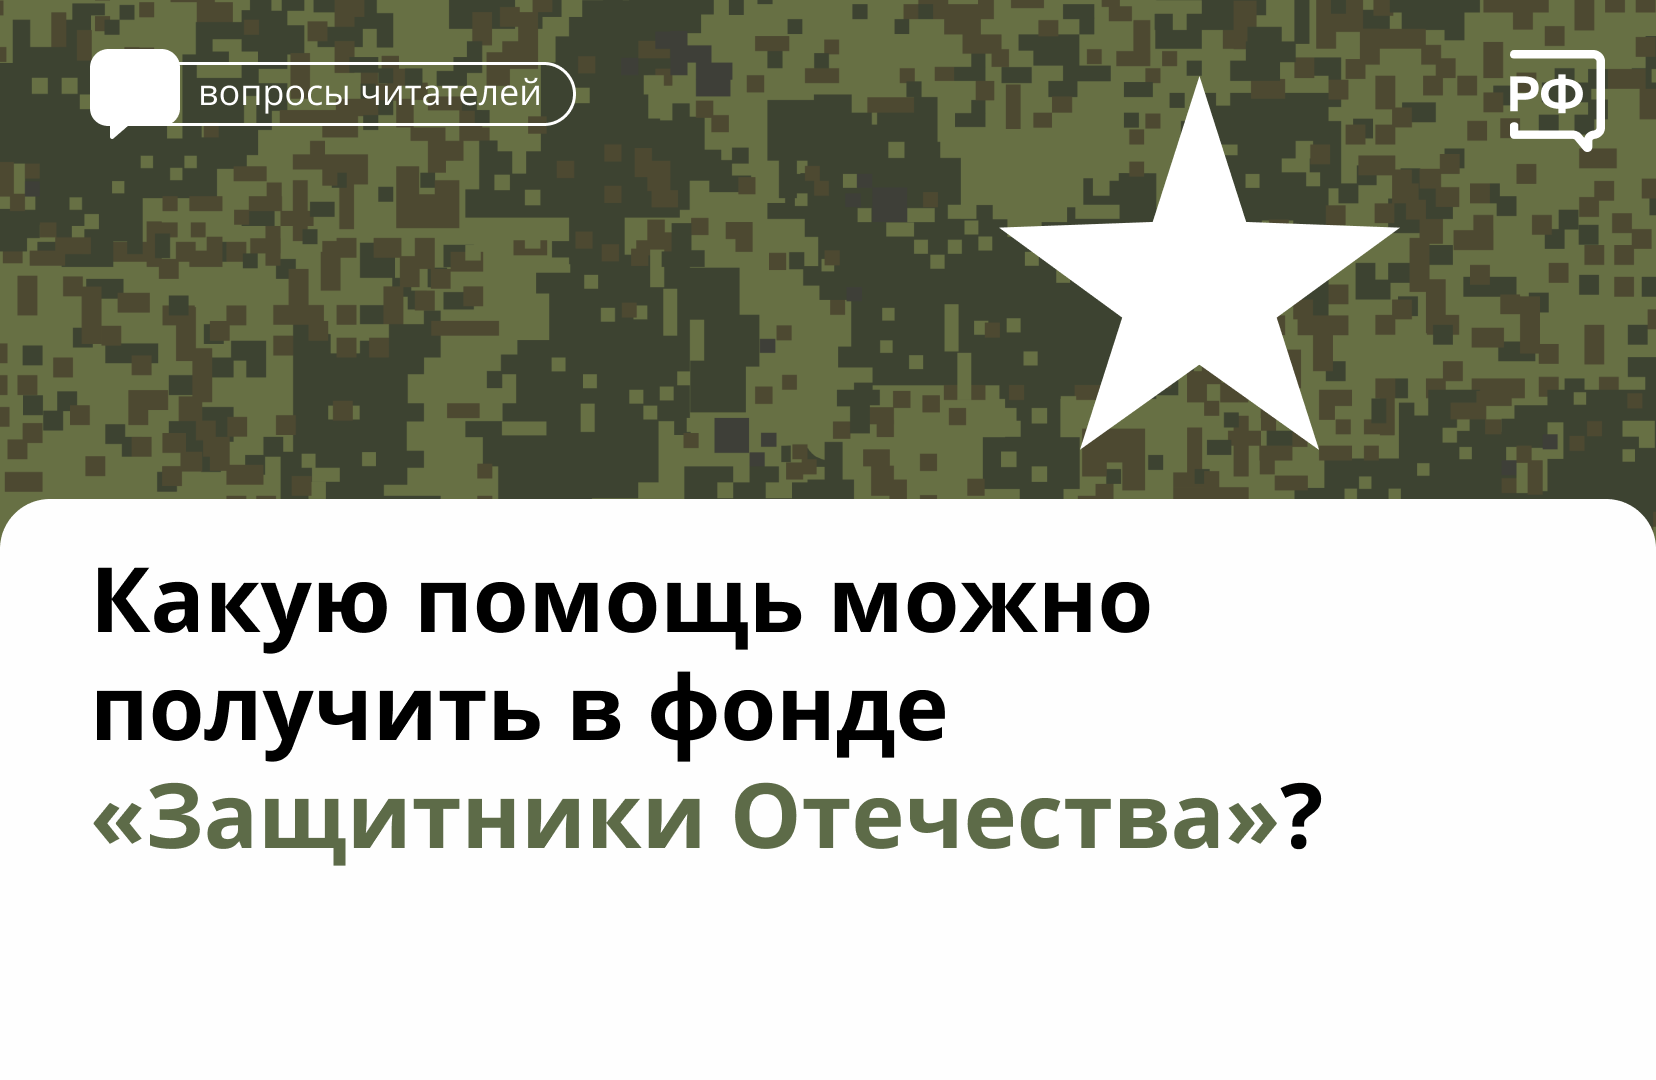 вопросы читателей
РФ
Какую помощь можно
получить в фонде
«Защитники Отечества»?